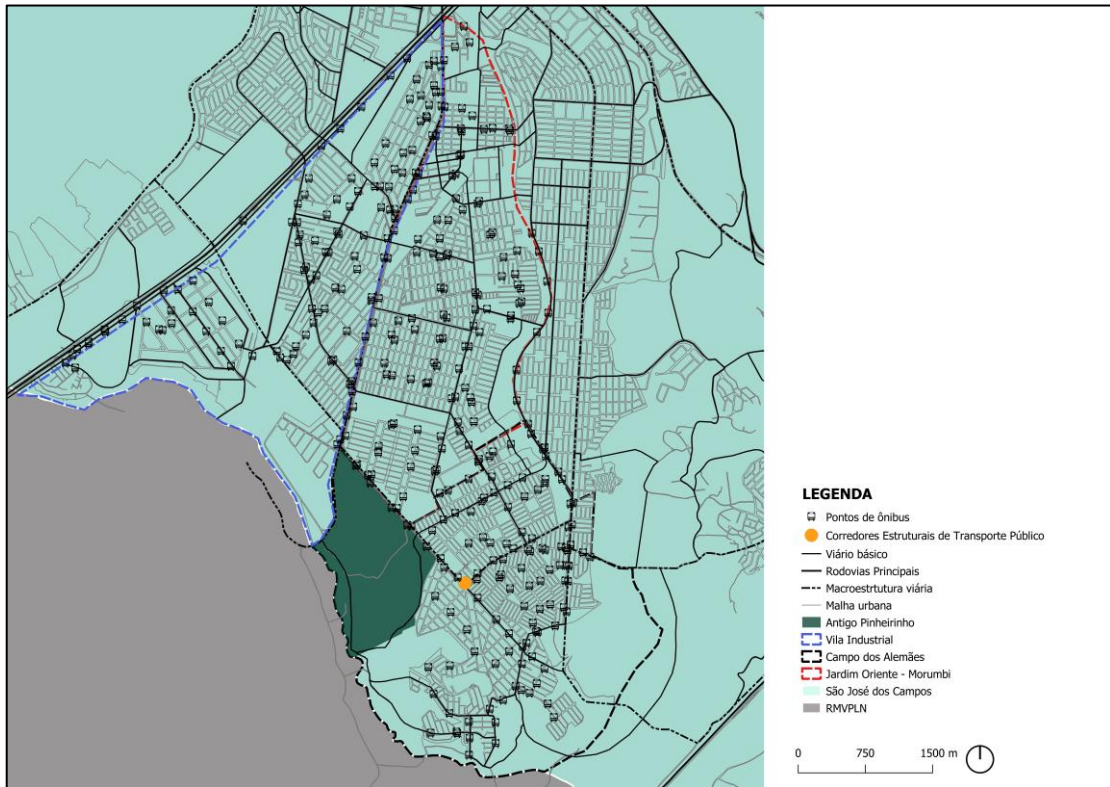 LEGENDA
Pontos de ônibus
Corredores Estruturais de Transporte Público
Viário básico
Rodovias Principais
Macroestrtutura viária
Malha urbana
Antigo Pinheirinho
Vila Industrial
Campo dos Alemães
Jardim Oriente - Morumbi
São José dos Campos
RMVPLN
0 750 1500 m